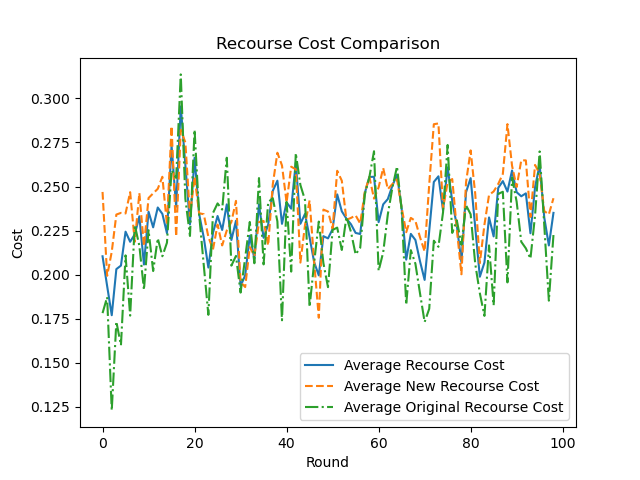 Recourse Cost Comparison
0.300
0.275
0.250
0.225
0.200
0.175
0.150
0.125
Cost
Average Recourse Cost
Average New Recourse Cost
Average Original Recourse Cost
0 20 40 60 80 100
Round